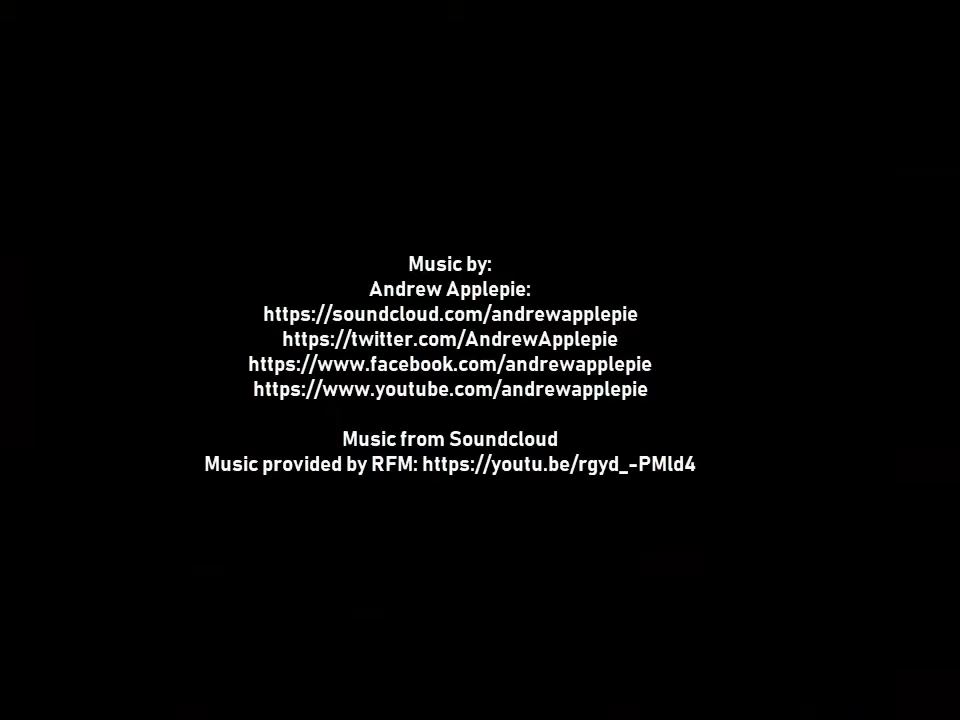 Music by:
Andrew Applepie:
https://soundcloud.com/andrewapplepie
https://twitter.com/AndrewApplepie
https://www.facebook.com/andrewapplepie
https://www.youtube.com/andrewapplepie
Music from Soundcloud
Music provided by RFM: https://youtu.be/rgyd_-PMld4